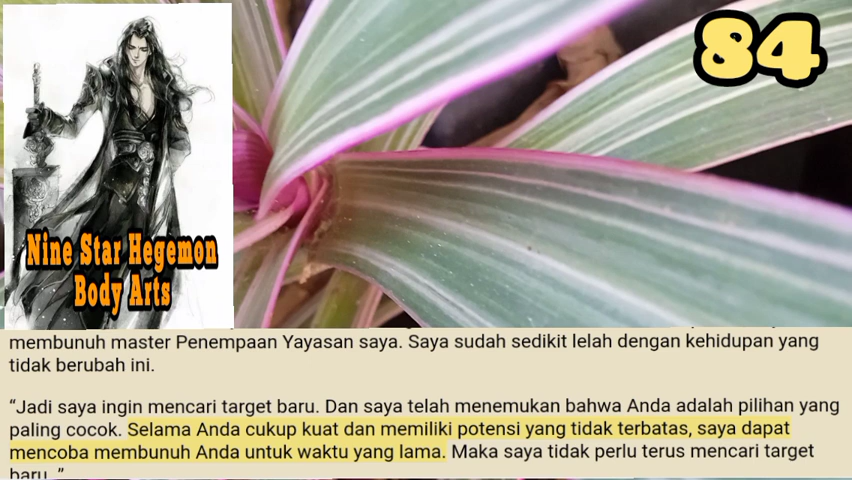 84
Nine Star Hegemon
Body Arts
membunuh master Penempaan Yayasan saya. Saya sudah sedikit lelah dengan kehidupan yang
tidak berubah ini.
“Jadi saya ingin mencari target baru. Dan saya telah menemukan bahwa Anda adalah pilihan yang
paling cocok. Selama Anda cukup kuat dan memiliki potensi yang tidak terbatas, saya dapat
mencoba membunuh Anda untuk waktu yang lama. Maka saya tidak perlu terus mencari target
baru. ”